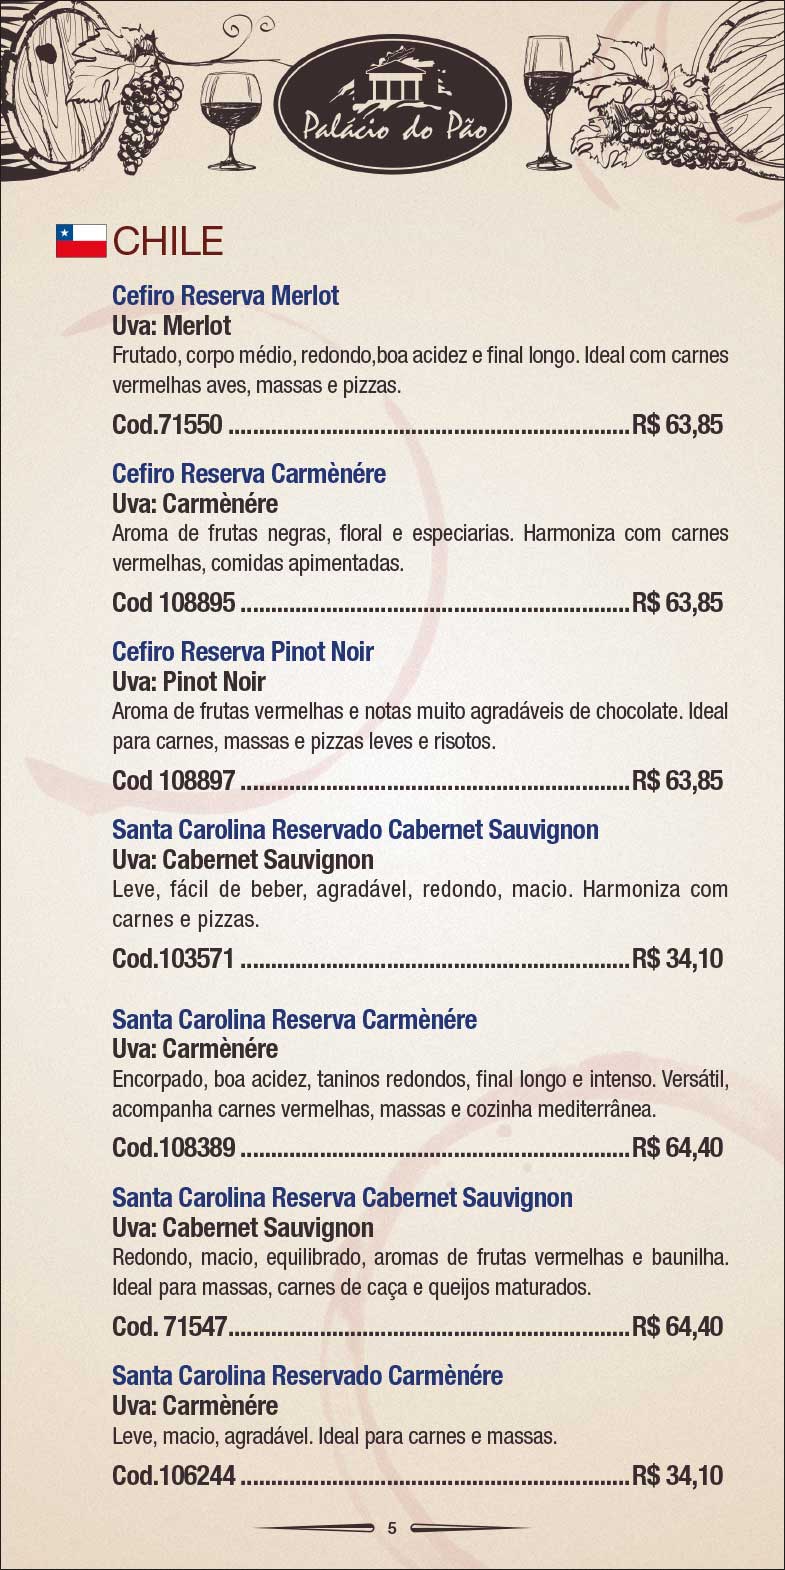 Palácio do Pão
CHILE
Cefiro Reserva Merlot
Uva: Merlot
Frutado, corpo médio, redondo,boa acidez e final longo. Ideal com carnes
vermelhas aves, massas e pizzas.
Cod.71550 ..................................................................R$ 63,85
Cefiro Reserva Carmènére
Uva: Carmènére
Aroma de frutas negras, floral e especiarias. Harmoniza com carnes
vermelhas, comidas apimentadas.
Cod 108895 ................................................................R$ 63,85
Cefiro Reserva Pinot Noir
Uva: Pinot Noir
Aroma de frutas vermelhas e notas muito agradáveis de chocolate. Ideal
para carnes, massas e pizzas leves e risotos.
Cod 108897 ................................................................R$ 63,85
Santa Carolina Reservado Cabernet Sauvignon
Uva: Cabernet Sauvignon
Leve, fácil de beber, agradável, redondo, macio. Harmoniza com
carnes e pizzas.
Cod.103571 ................................................................R$ 34,10
Santa Carolina Reserva Carmènére
Uva: Carmènére
Encorpado, boa acidez, taninos redondos, final longo e intenso. Versátil,
acompanha carnes vermelhas, massas e cozinha mediterrânea.
Cod.108389 ................................................................R$ 64,40
Santa Carolina Reserva Cabernet Sauvignon
Uva: Cabernet Sauvignon
Redondo, macio, equilibrado, aromas de frutas vermelhas e baunilha.
Ideal para massas, carnes de caça e queijos maturados.
Cod. 71547..................................................................R$ 64,40
Santa Carolina Reservado Carmènére
Uva: Carmènére
Leve, macio, agradável. Ideal para carnes e massas.
Cod.106244 ................................................................R$ 34,10
5